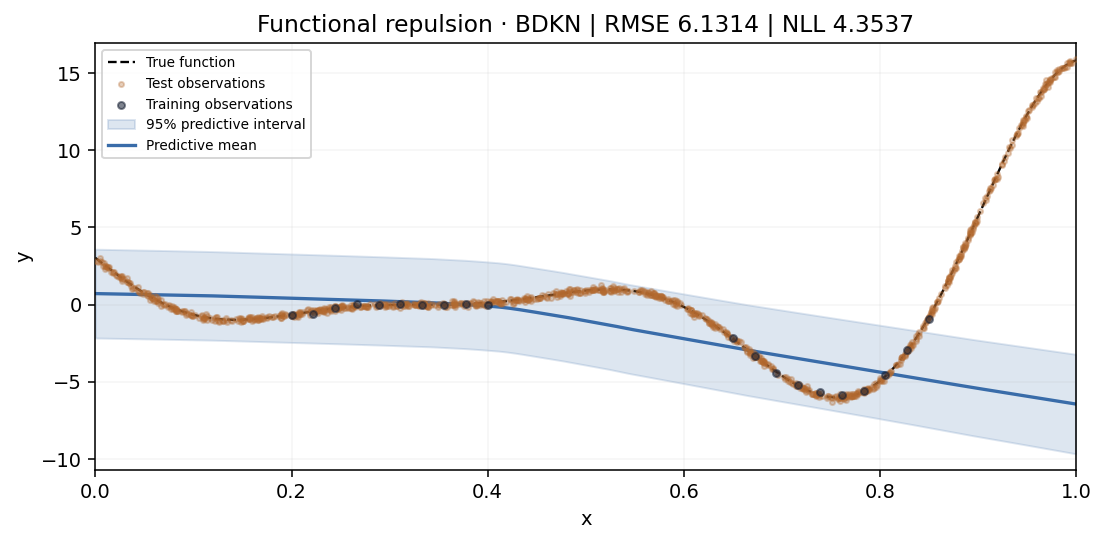 Functional repulsion · BDKN | RMSE 6.1314 | NLL 4.3537
True function
Test observations
Training observations
95% predictive interval
Predictive mean
15
10
5
0
−5
−10
y
0.0 0.2 0.4 0.6 0.8 1.0
x